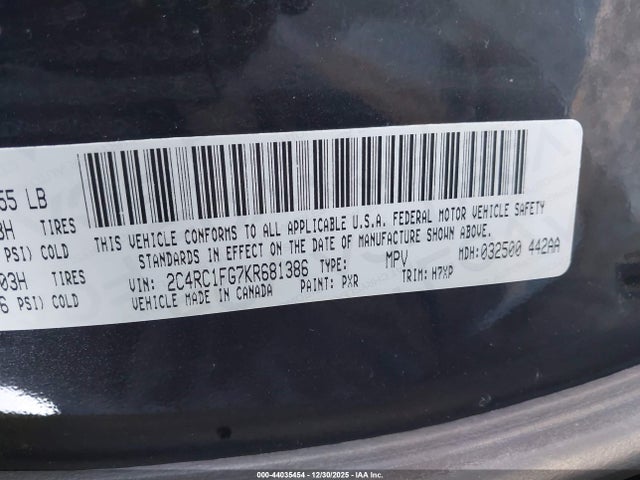 55 LB
3H TIRES
PSI) COLD
03H TIRES
6 PSI) COLD
THIS VEHICLE CONFORMS TO ALL APPLICABLE U.S.A. FEDERAL MOTOR VEHICLE SAFETY
STANDARDS IN EFFECT ON THE DATE OF MANUFACTURE SHOWN ABOVE.
VIN: 2C4RC1FG7KR681386 TYPE: MPV MDH:032500 442AA
VEHICLE MADE IN CANADA PAINT: PXR TRIM: H7XP
000-44035454 | 12/30/2025 - IAA Inc.